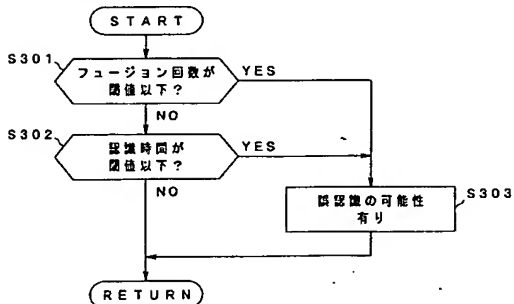 START
S301
フュージョン回数が
閾値以下?
YES
NO
S302
認識時間が
閾値以下?
YES
NO
誤認識の可能性
有り
S303
RETURN